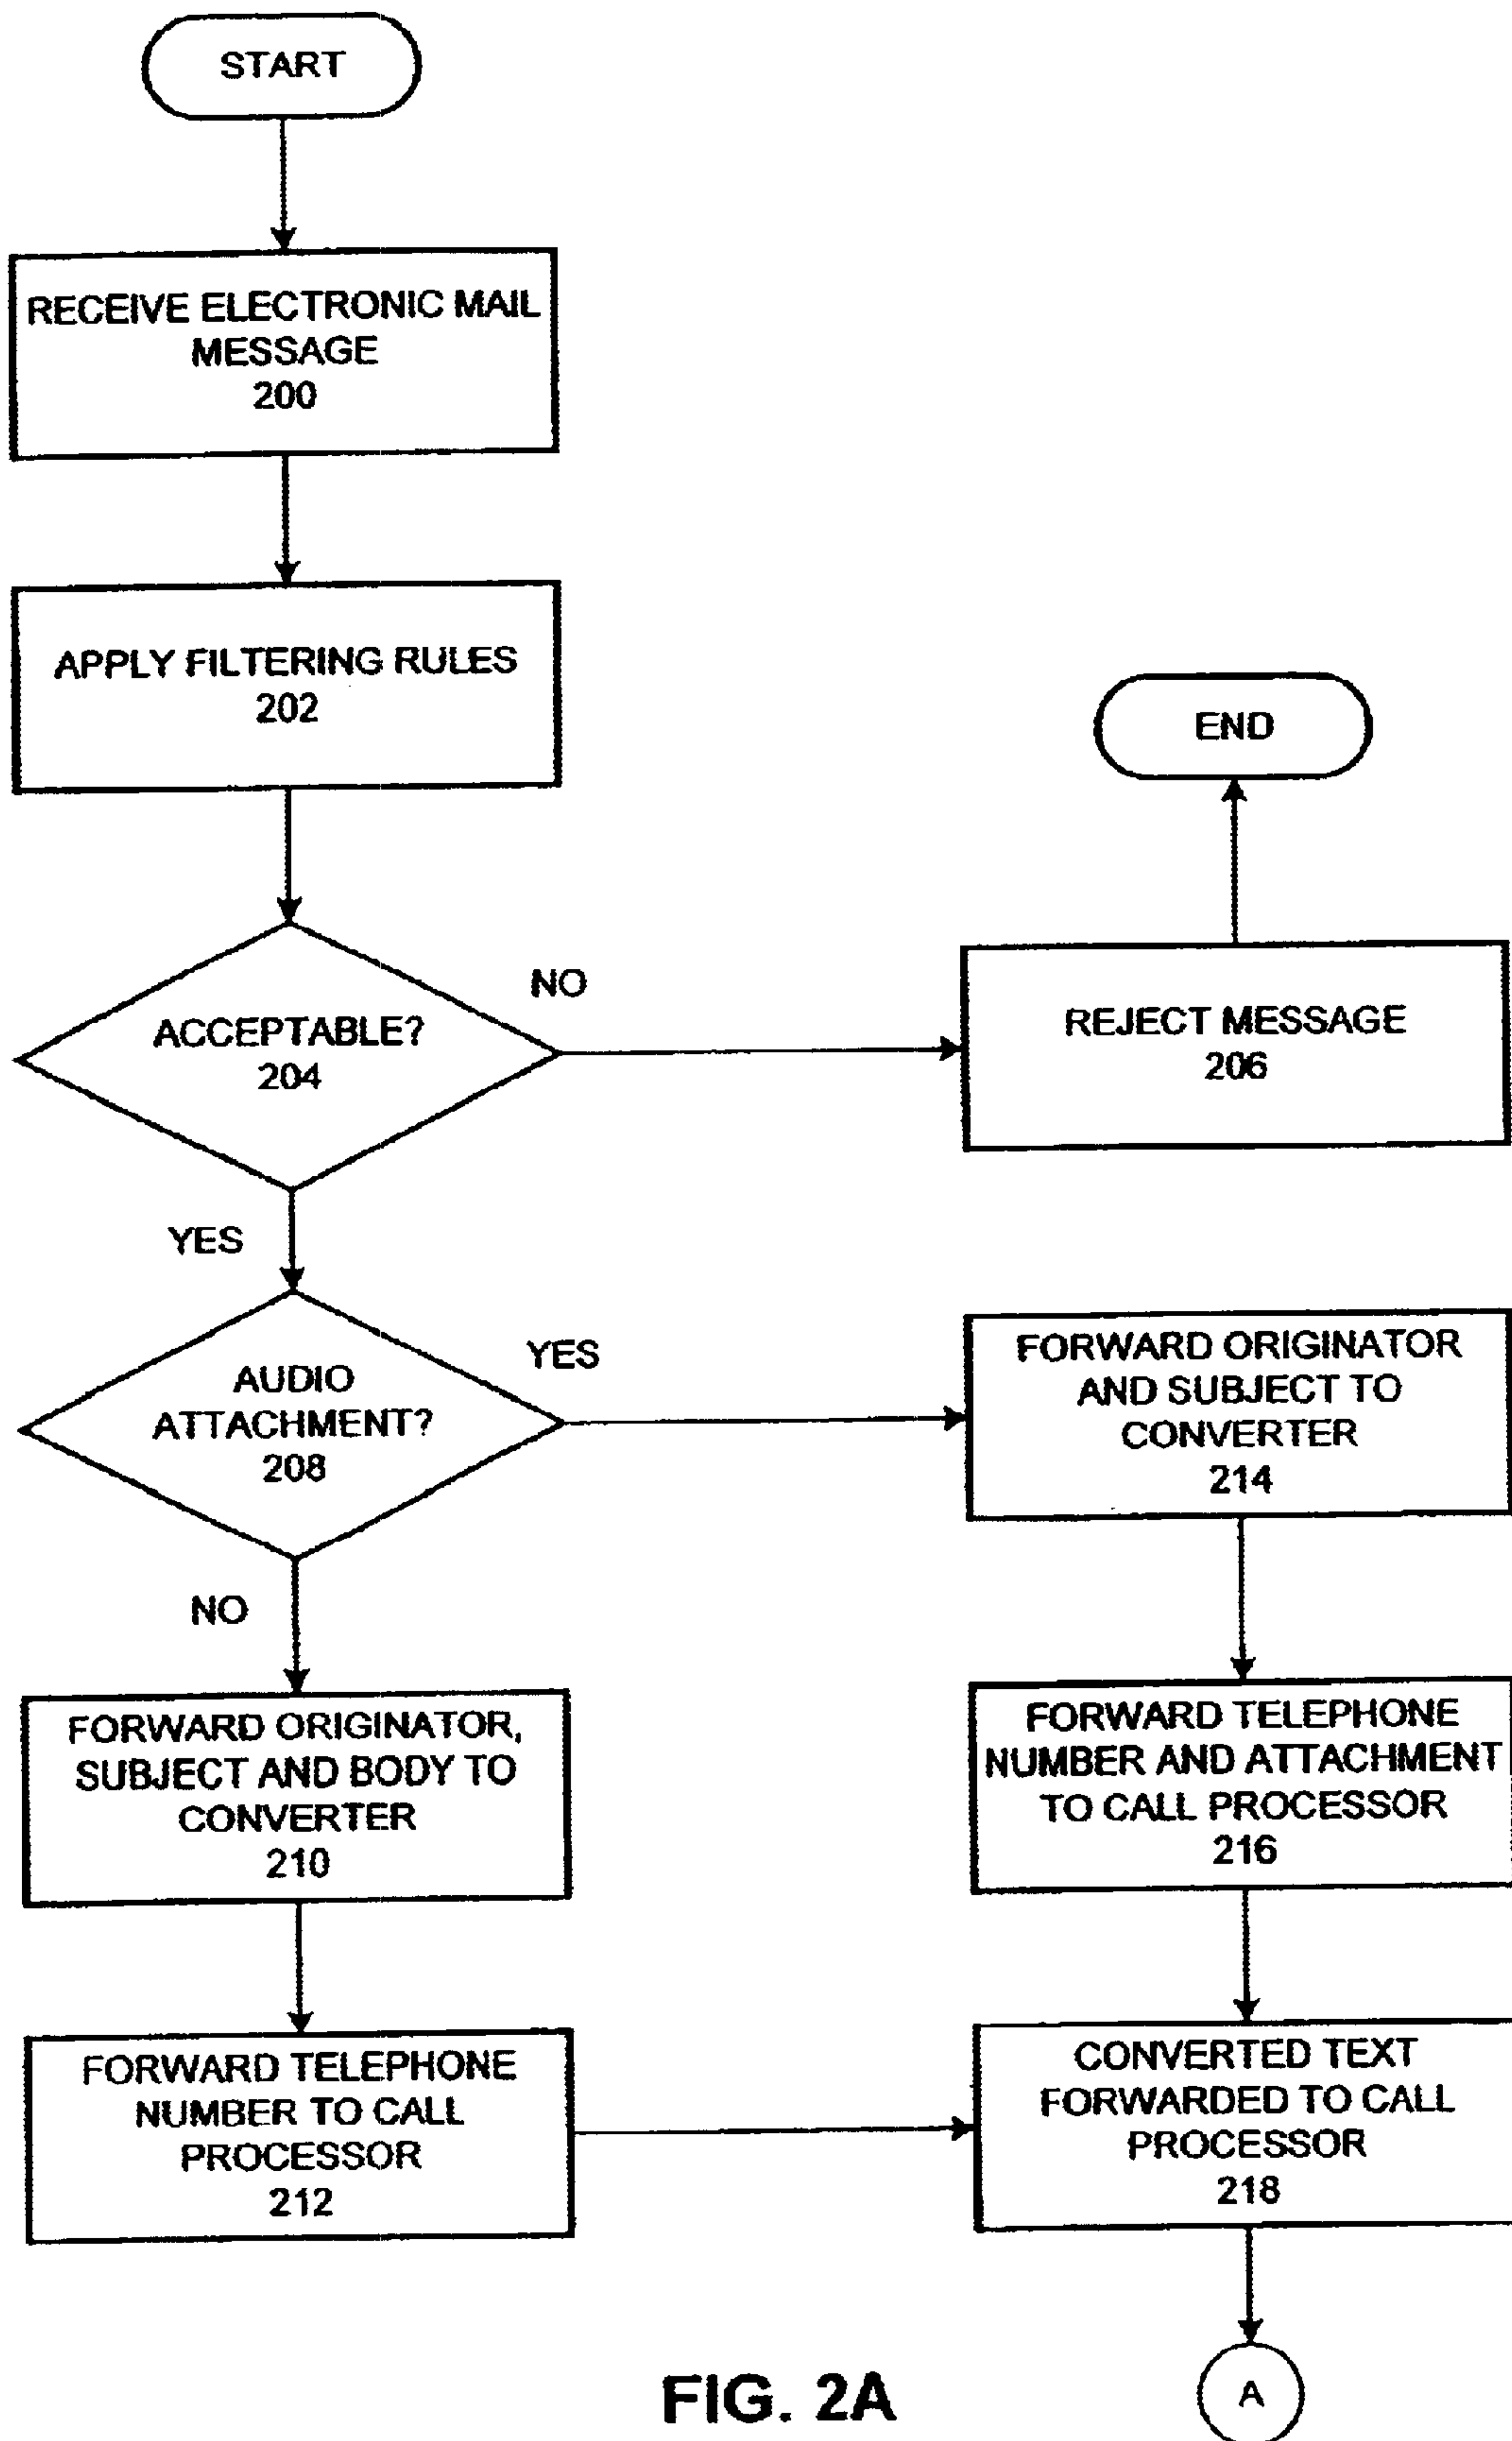 START
RECEIVE ELECTRONIC MAIL
MESSAGE
200
APPLY FILTERING RULES
202
END
ACCEPTABLE?
204
NO
REJECT MESSAGE
206
YES
AUDIO
ATTACHMENT?
208
YES
FORWARD ORIGINATOR
AND SUBJECT TO
CONVERTER
214
NO
FORWARD ORIGINATOR,
SUBJECT AND BODY TO
CONVERTER
210
FORWARD TELEPHONE
NUMBER AND ATTACHMENT
TO CALL PROCESSOR
216
FORWARD TELEPHONE
NUMBER TO CALL
PROCESSOR
212
CONVERTED TEXT
FORWARDED TO CALL
PROCESSOR
218
A
FIG. 2A